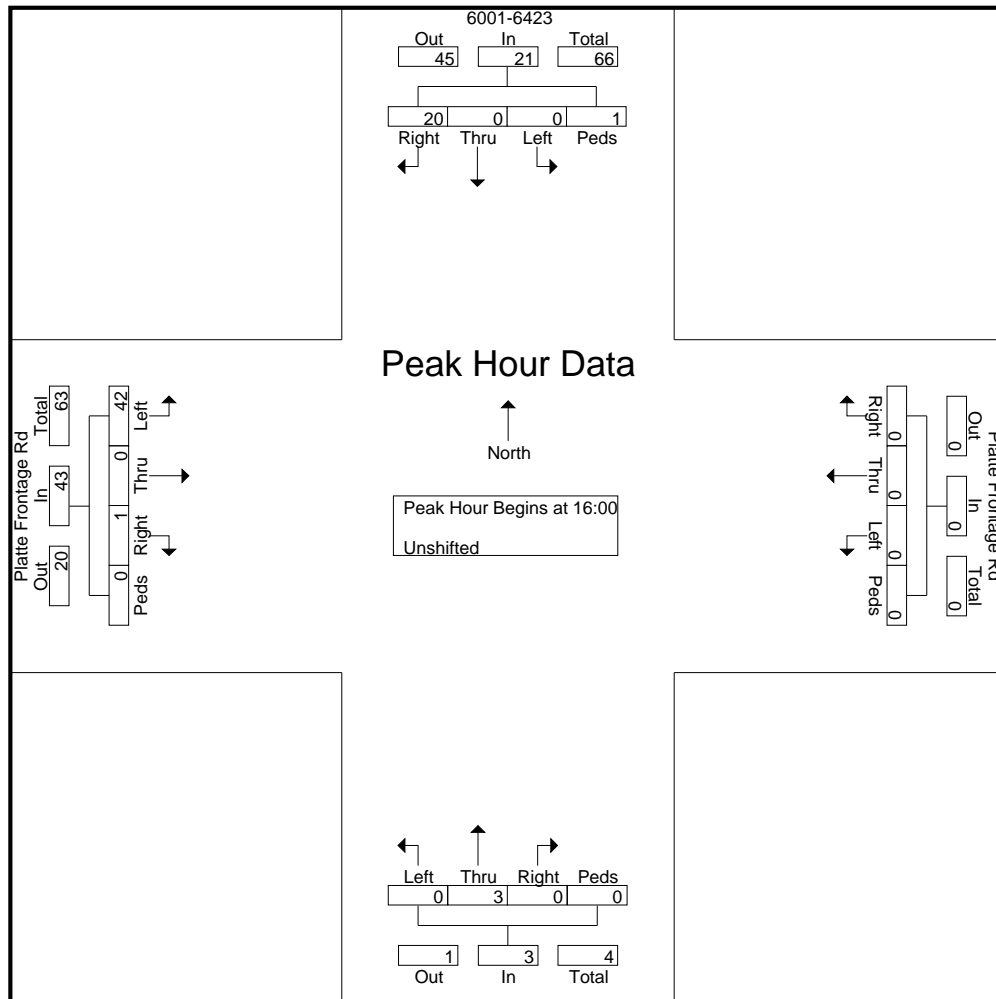 6001-6423
Out In Total
45 21 66
20 0 0 1
Right Thru Left Peds
Peak Hour Data
North
Peak Hour Begins at 16:00
Unshifted
Platte Frontage Rd
Out In Total
20 43 63
42 0 1 0
Left Thru Right Peds
Right Thru Left Peds
0 0 0 0
0 0 0
Out In Total
Platte Frontage Rd
Left Thru Right Peds
0 3 0 0
1 3 4
Out In Total